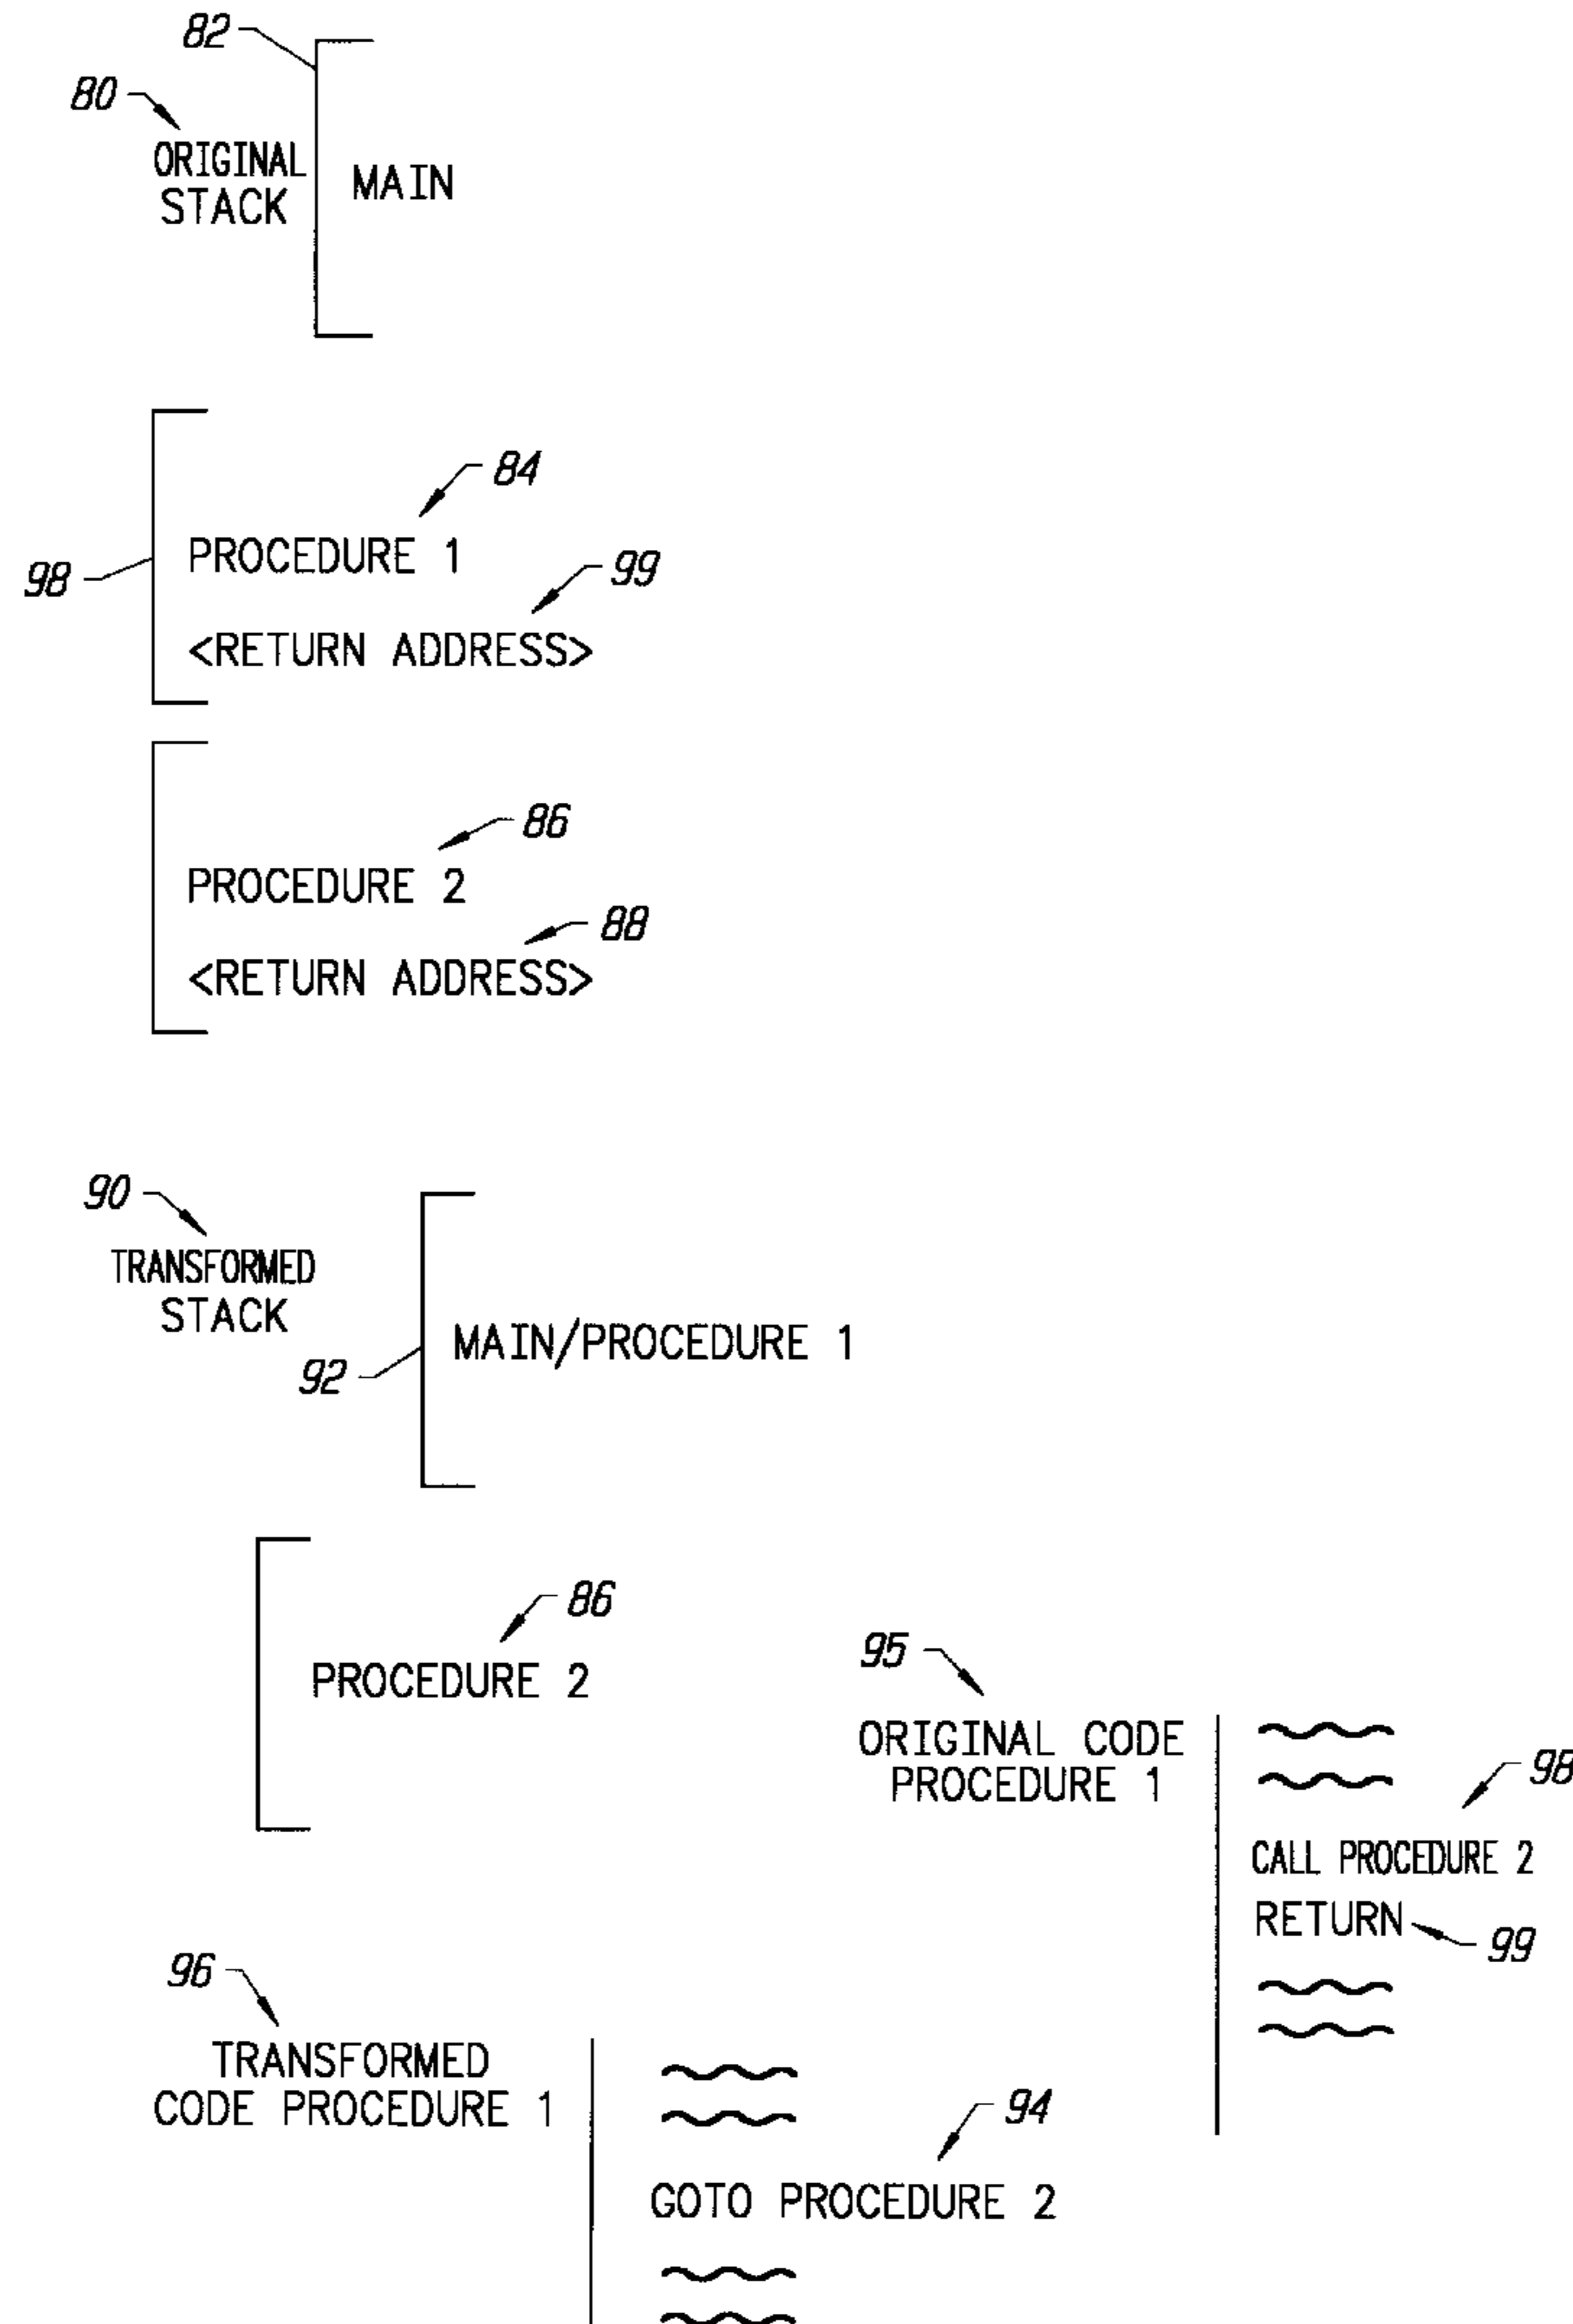 82
80
ORIGINAL
STACK
MAIN
84
PROCEDURE 1
98
99
<RETURN ADDRESS>
86
PROCEDURE 2
88
<RETURN ADDRESS>
90
TRANSFORMED
STACK
MAIN/PROCEDURE 1
92
86
PROCEDURE 2
95
ORIGINAL CODE
PROCEDURE 1
98
CALL PROCEDURE 2
RETURN
99
96
TRANSFORMED
CODE PROCEDURE 1
94
GOTO PROCEDURE 2